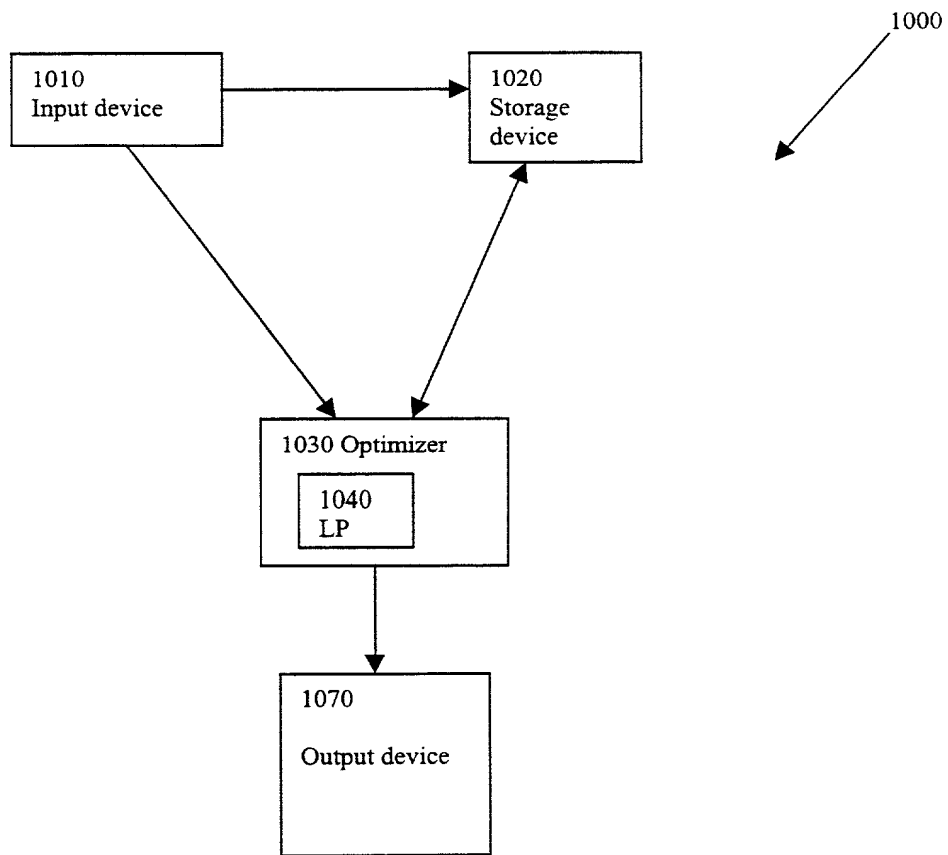 1000
1010
Input device
1020
Storage
device
1030 Optimizer
1040
LP
1070
Output device